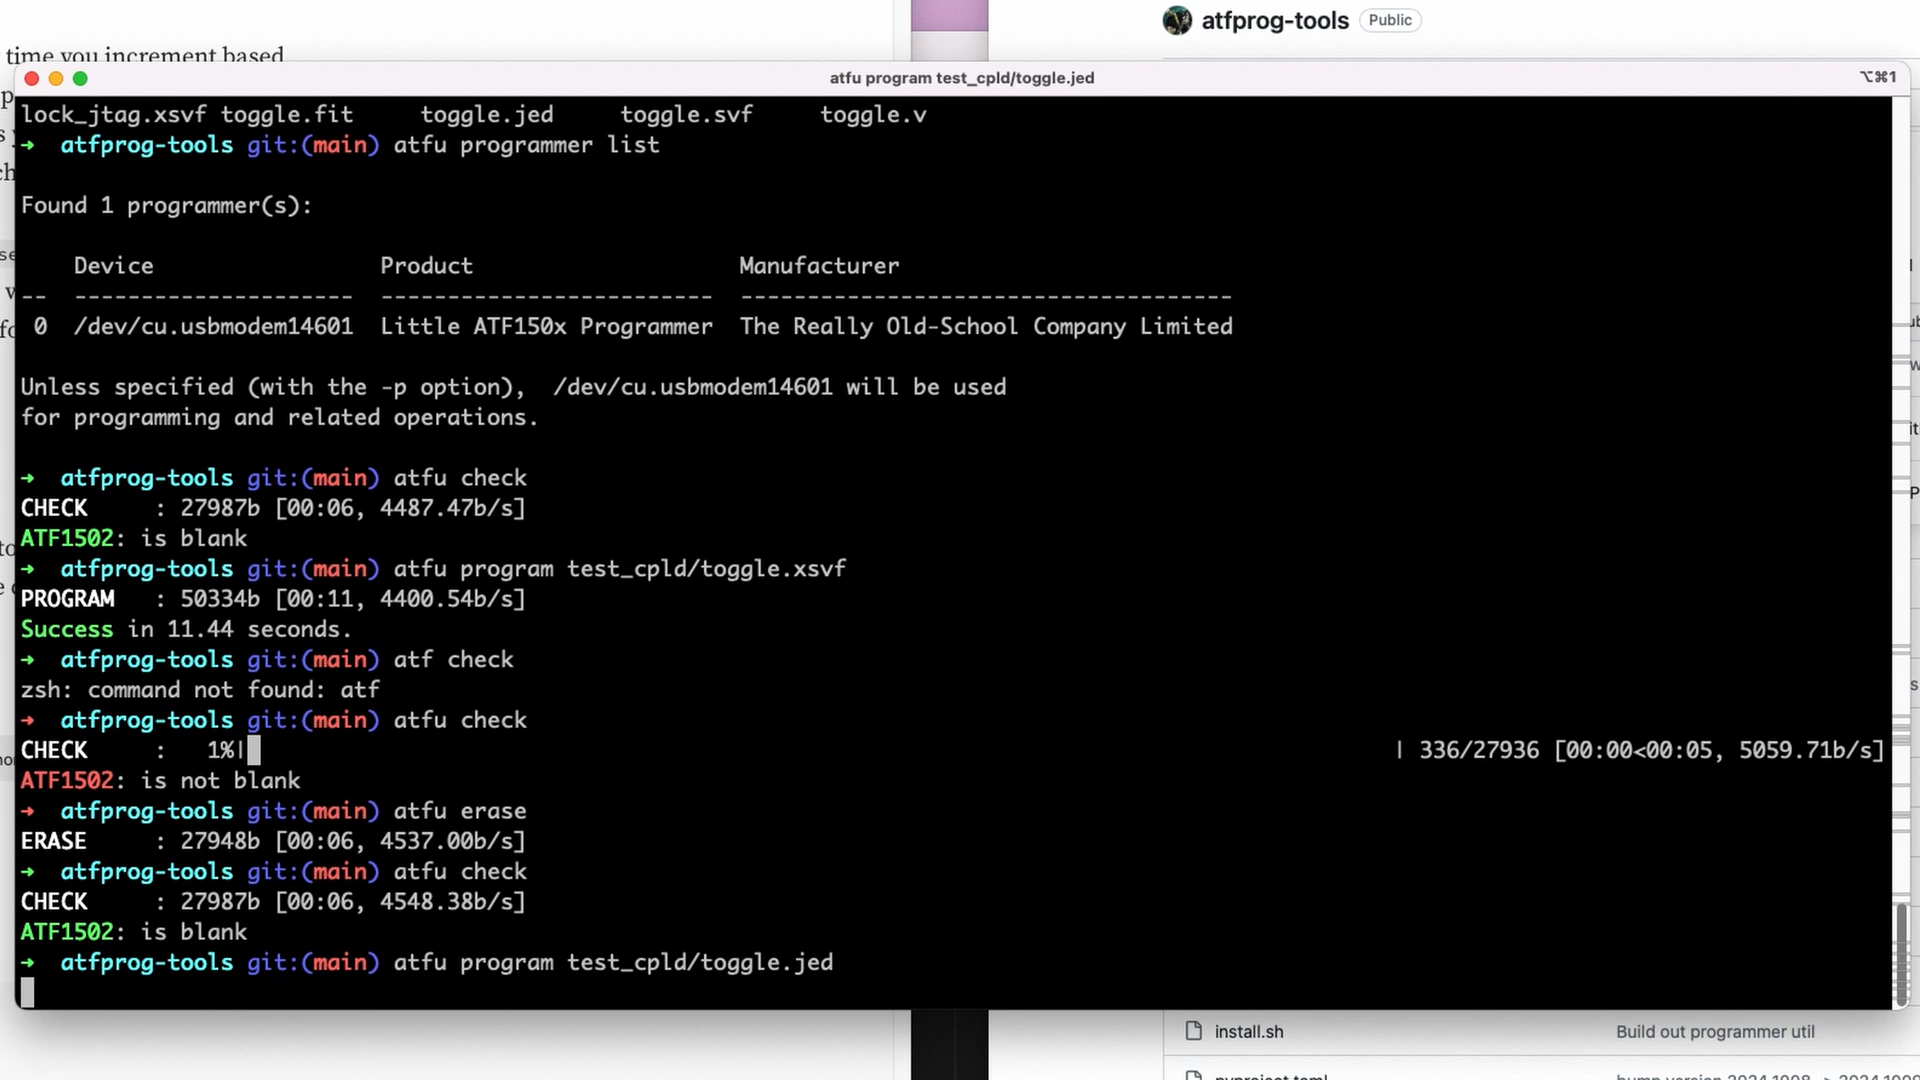 time you increment based
atfprog-tools Public
atfu program test_cpld/toggle.jed
⌥⌘1
lock_jtag.xsvf toggle.fit toggle.jed toggle.svf toggle.v
➜ atfprog-tools git:(main) atfu programmer list
Found 1 programmer(s):
Device Product Manufacturer
-- --------------------- ------------------------- -------------------------------------
0 /dev/cu.usbmodem14601 Little ATF150x Programmer The Really Old-School Company Limited
Unless specified (with the -p option), /dev/cu.usbmodem14601 will be used
for programming and related operations.
➜ atfprog-tools git:(main) atfu check
CHECK : 27987b [00:06, 4487.47b/s]
ATF1502: is blank
➜ atfprog-tools git:(main) atfu program test_cpld/toggle.xsvf
PROGRAM : 50334b [00:11, 4400.54b/s]
Success in 11.44 seconds.
➜ atfprog-tools git:(main) atf check
zsh: command not found: atf
➜ atfprog-tools git:(main) atfu check
CHECK : 1%| | 336/27936 [00:00<00:05, 5059.71b/s]
ATF1502: is not blank
➜ atfprog-tools git:(main) atfu erase
ERASE : 27948b [00:06, 4537.00b/s]
➜ atfprog-tools git:(main) atfu check
CHECK : 27987b [00:06, 4548.38b/s]
ATF1502: is blank
➜ atfprog-tools git:(main) atfu program test_cpld/toggle.jed
install.sh Build out programmer util